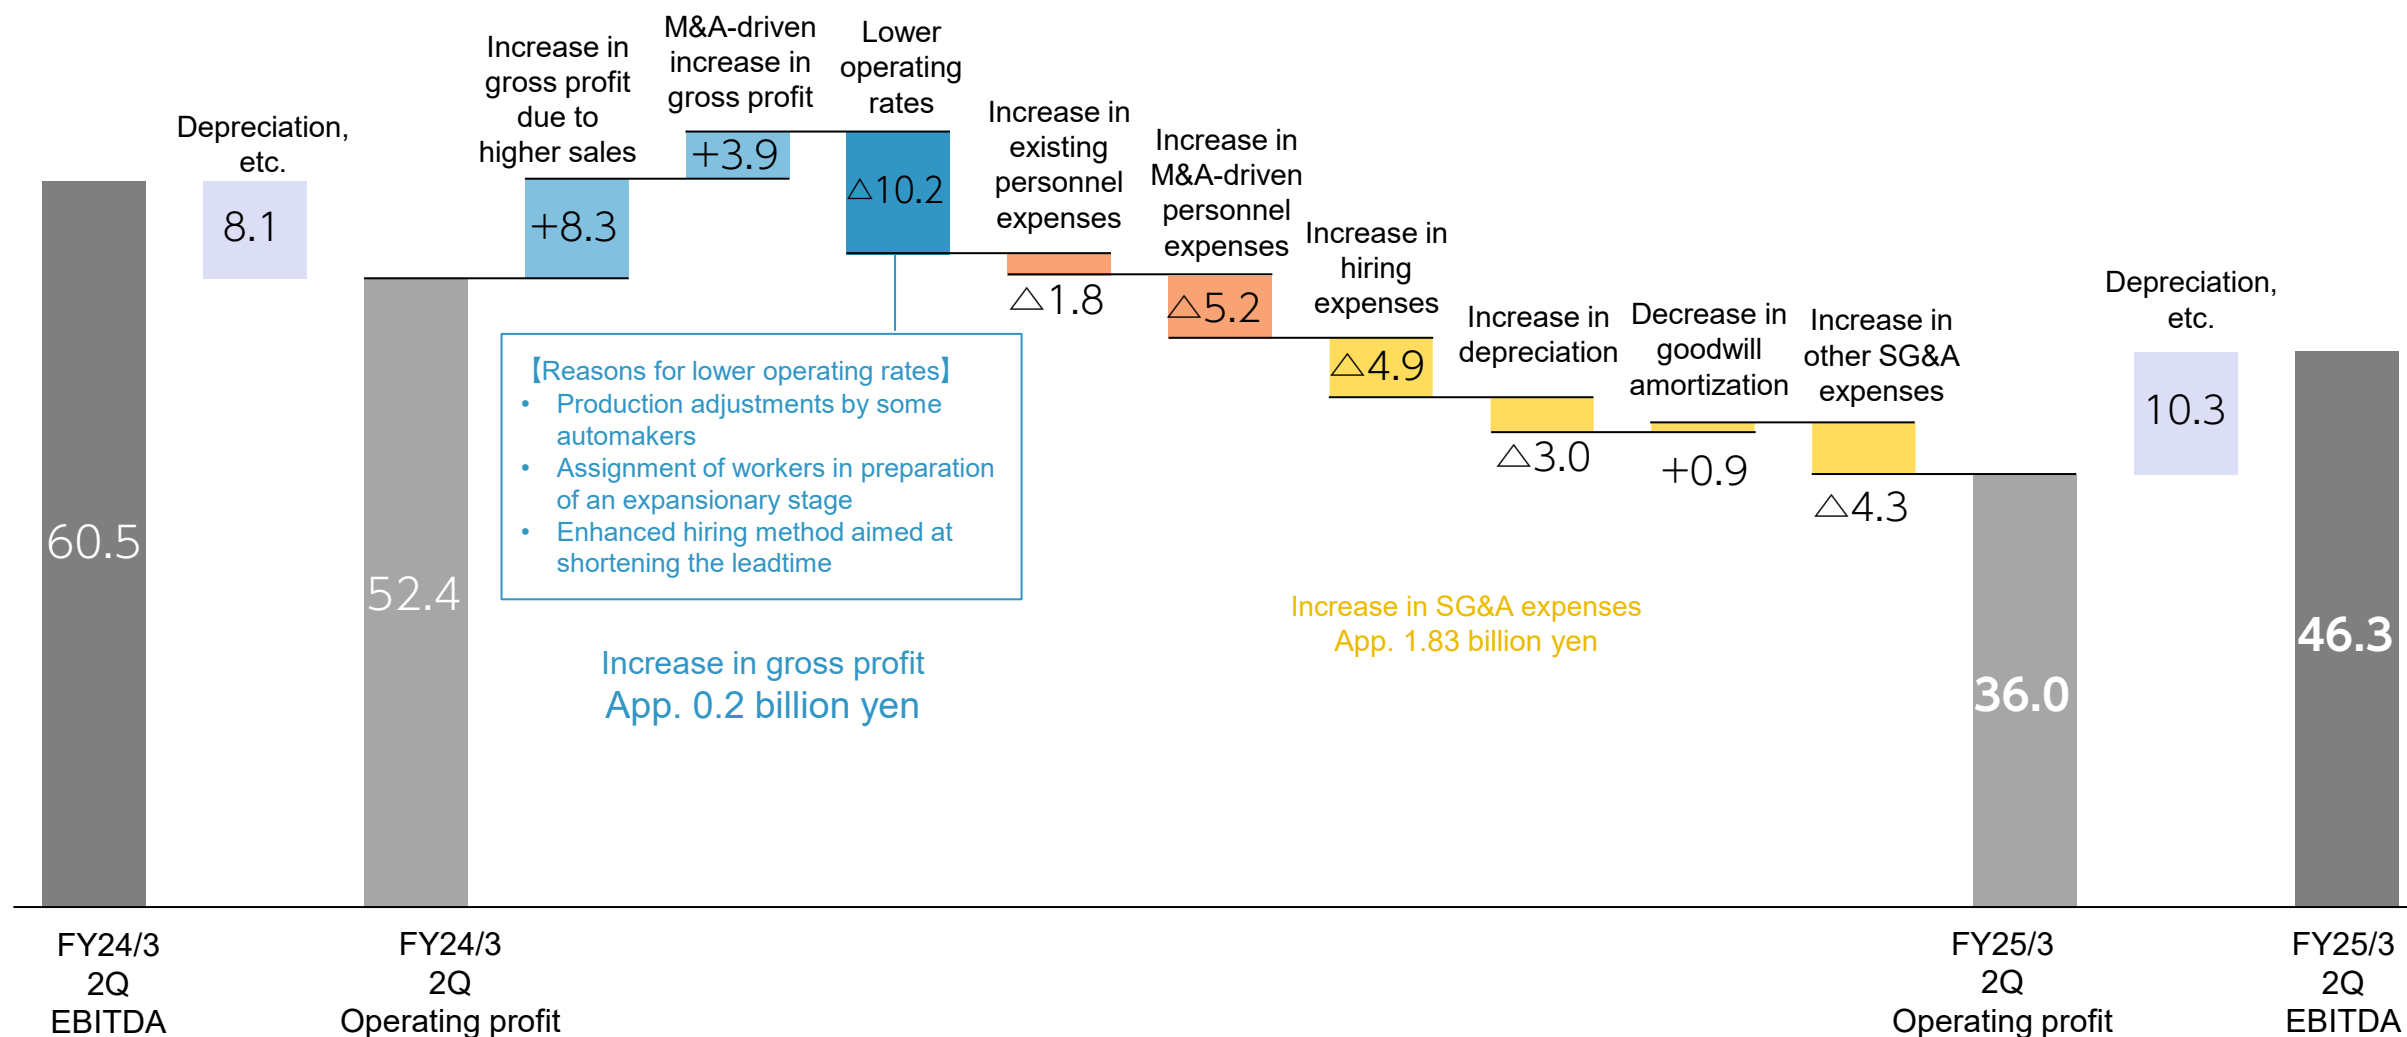 Depreciation,
etc.
8.1
Increase in
gross profit
due to
higher sales
+8.3
M&A-driven
increase in
gross profit
+3.9
Lower
operating
rates
△10.2
Increase in
existing
personnel
expenses
△1.8
Increase in
M&A-driven
personnel
expenses
△5.2
Increase in
hiring
expenses
△4.9
Increase in
depreciation
△3.0
Decrease in
goodwill
amortization
+0.9
Increase in
other SG&A
expenses
△4.3
Depreciation,
etc.
10.3
【Reasons for lower operating rates】
• Production adjustments by some
automakers
• Assignment of workers in preparation
of an expansionary stage
• Enhanced hiring method aimed at
shortening the leadtime
60.5
52.4
Increase in gross profit
App. 0.2 billion yen
Increase in SG&A expenses
App. 1.83 billion yen
36.0
46.3
FY24/3
2Q
EBITDA
FY24/3
2Q
Operating profit
FY25/3
2Q
Operating profit
FY25/3
2Q
EBITDA